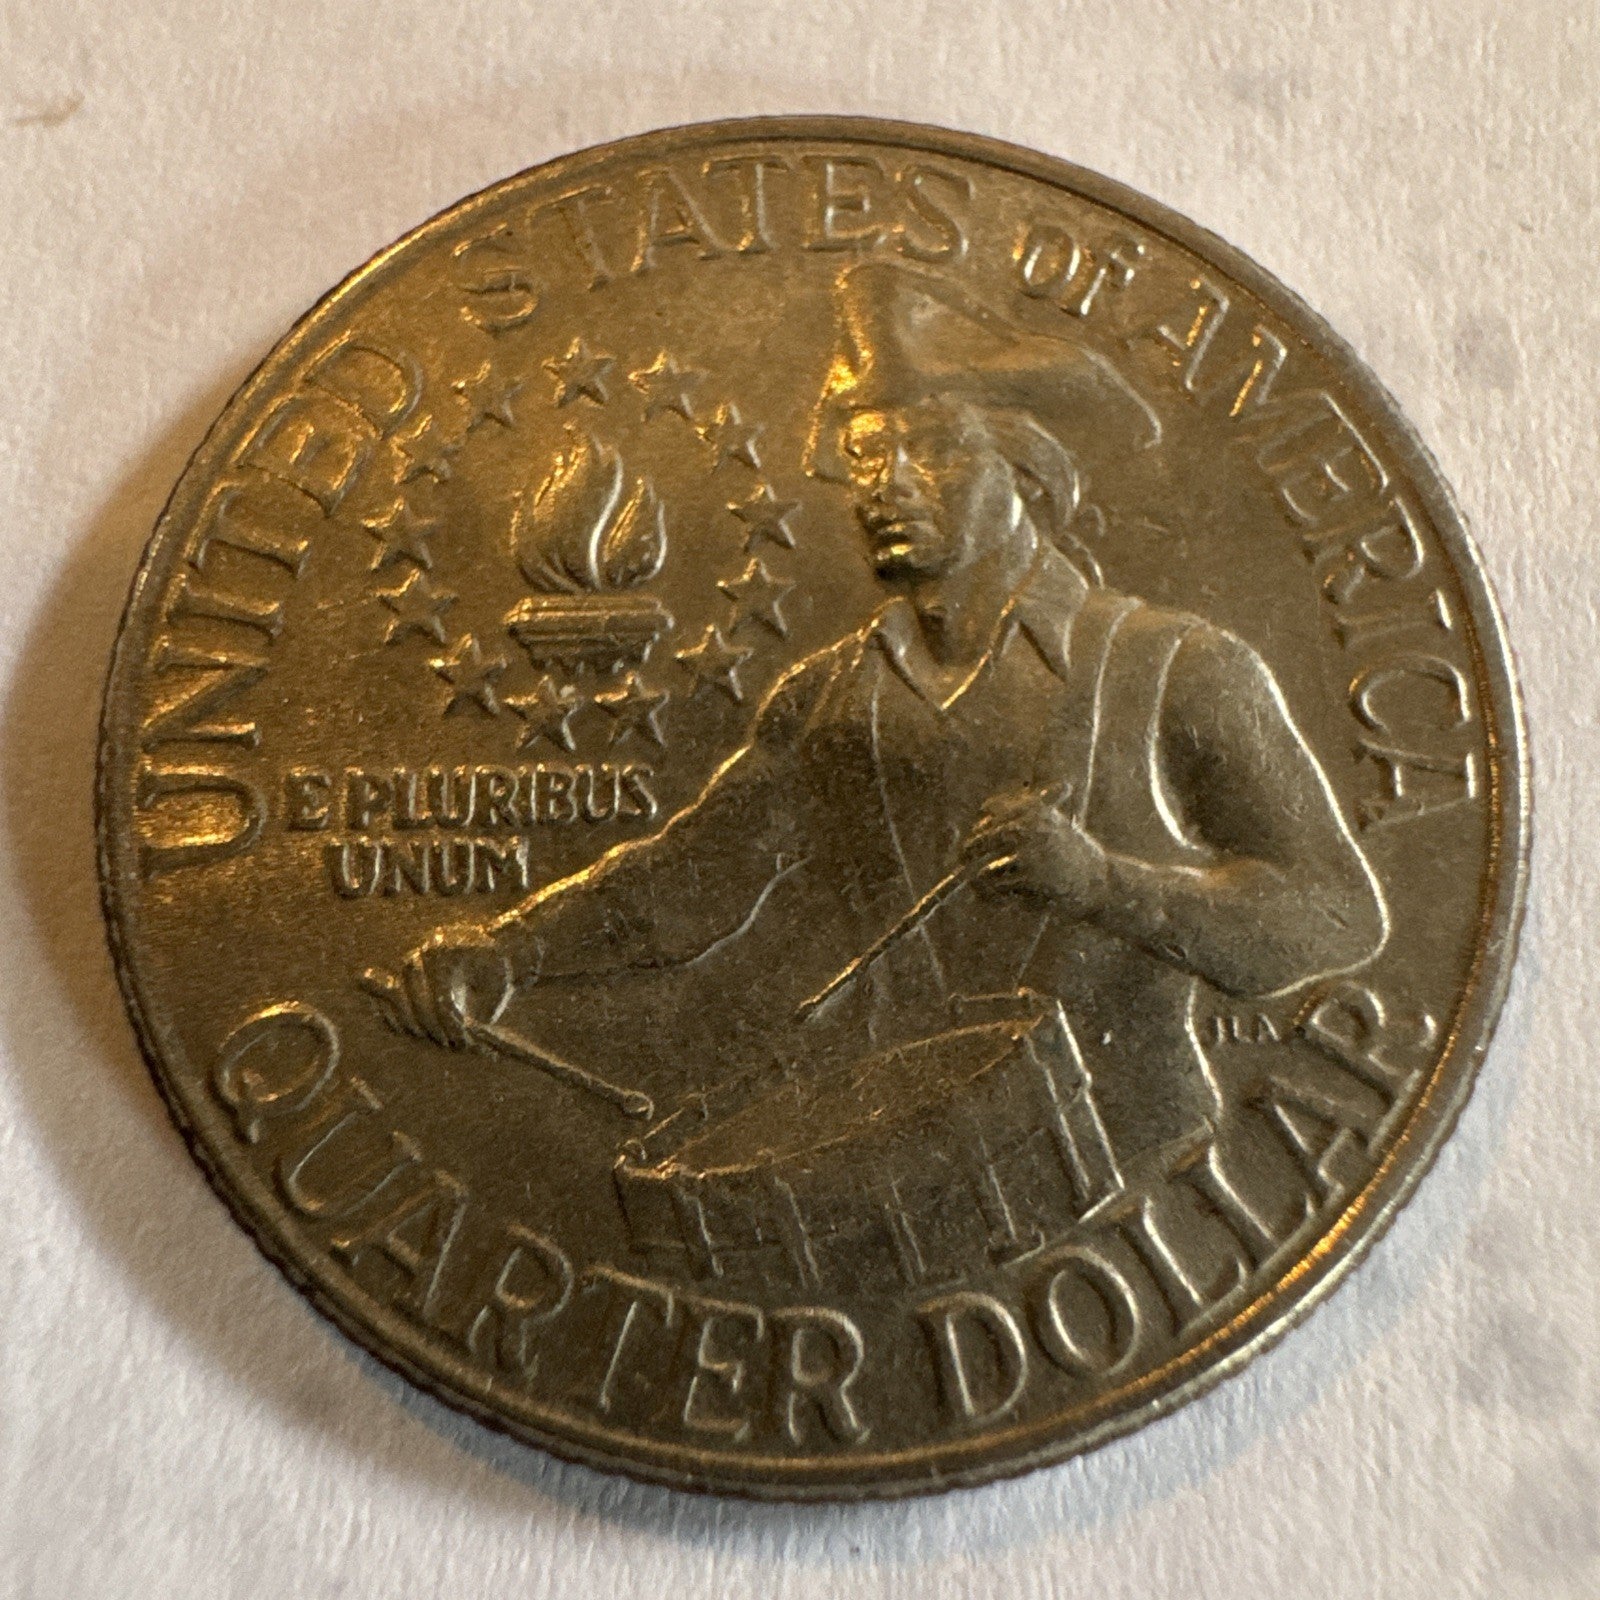 UNITED STATES of AMERICA
E PLURIBUS
UNUM
JLA
QUARTER DOLLAR